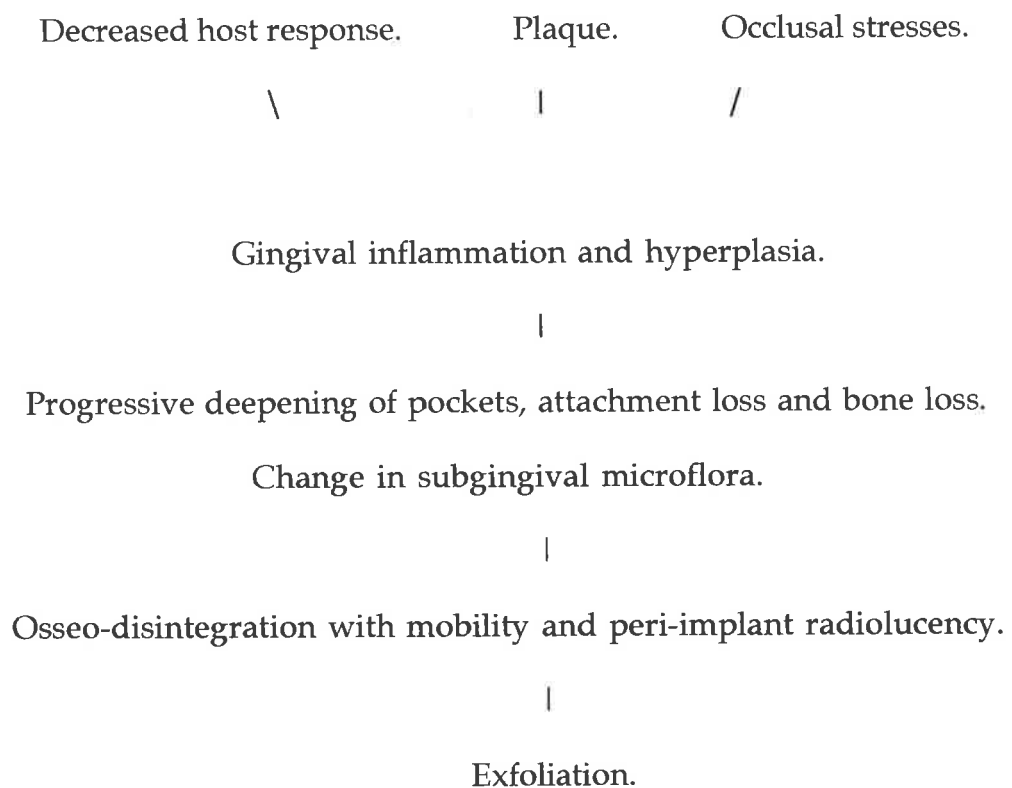 Decreased host response. Plaque. Occlusal stresses.
\ | /
Gingival inflammation and hyperplasia.
|
Progressive deepening of pockets, attachment loss and bone loss.
Change in subgingival microflora.
|
Osseo-disintegration with mobility and peri-implant radiolucency.
|
Exfoliation.